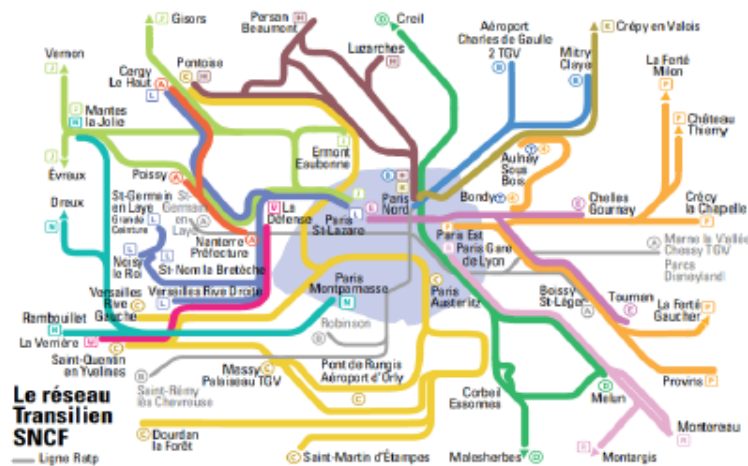 Vernon
Gisors
Persan
Beaumont
Creil
Aéroport
Charles de Gaulle
2 TGV
Mitry
Claye
Crépy en Valois
Pontoise
Luzarches
Cergy
Le Haut
La Ferté
Milon
Château
Thierry
Mantes
la Jolie
Évreux
Poissy
Ermont
Eaubonne
Aulnay
Sous
Bois
Bondy
Dreux
St-Germain
en Laye
Grande
Ceinture
St-Germain
en Laye
La
Défense
Paris
St-Lazare
Paris
Nord
Chelles
Gournay
Crécy
la Chapelle
Nanterre
Préfecture
Paris Est
Paris Gare
de Lyon
Marne la Vallée
Chessy TGV
Parcs
Disneyland
Noisy
le Roi
St-Nom la Bretèche
Versailles Rive Droite
Versailles
Rive
Gauche
Paris
Montparnasse
Paris
Austerlitz
Boissy
St-Léger
Tournan
La Ferté
Gaucher
Rambouillet
La Verrière
Robinson
Saint-Quentin
en Yvelines
Massy
Palaiseau TGV
Pont de Rungis
Aéroport d'Orly
Saint-Rémy
lès Chevreuse
Corbeil
Essonnes
Melun
Provins
Montereau
Dourdan
la Forêt
Saint-Martin d'Étampes
Malesherbes
Montargis
Le réseau
Transilien
SNCF
Ligne Ratp